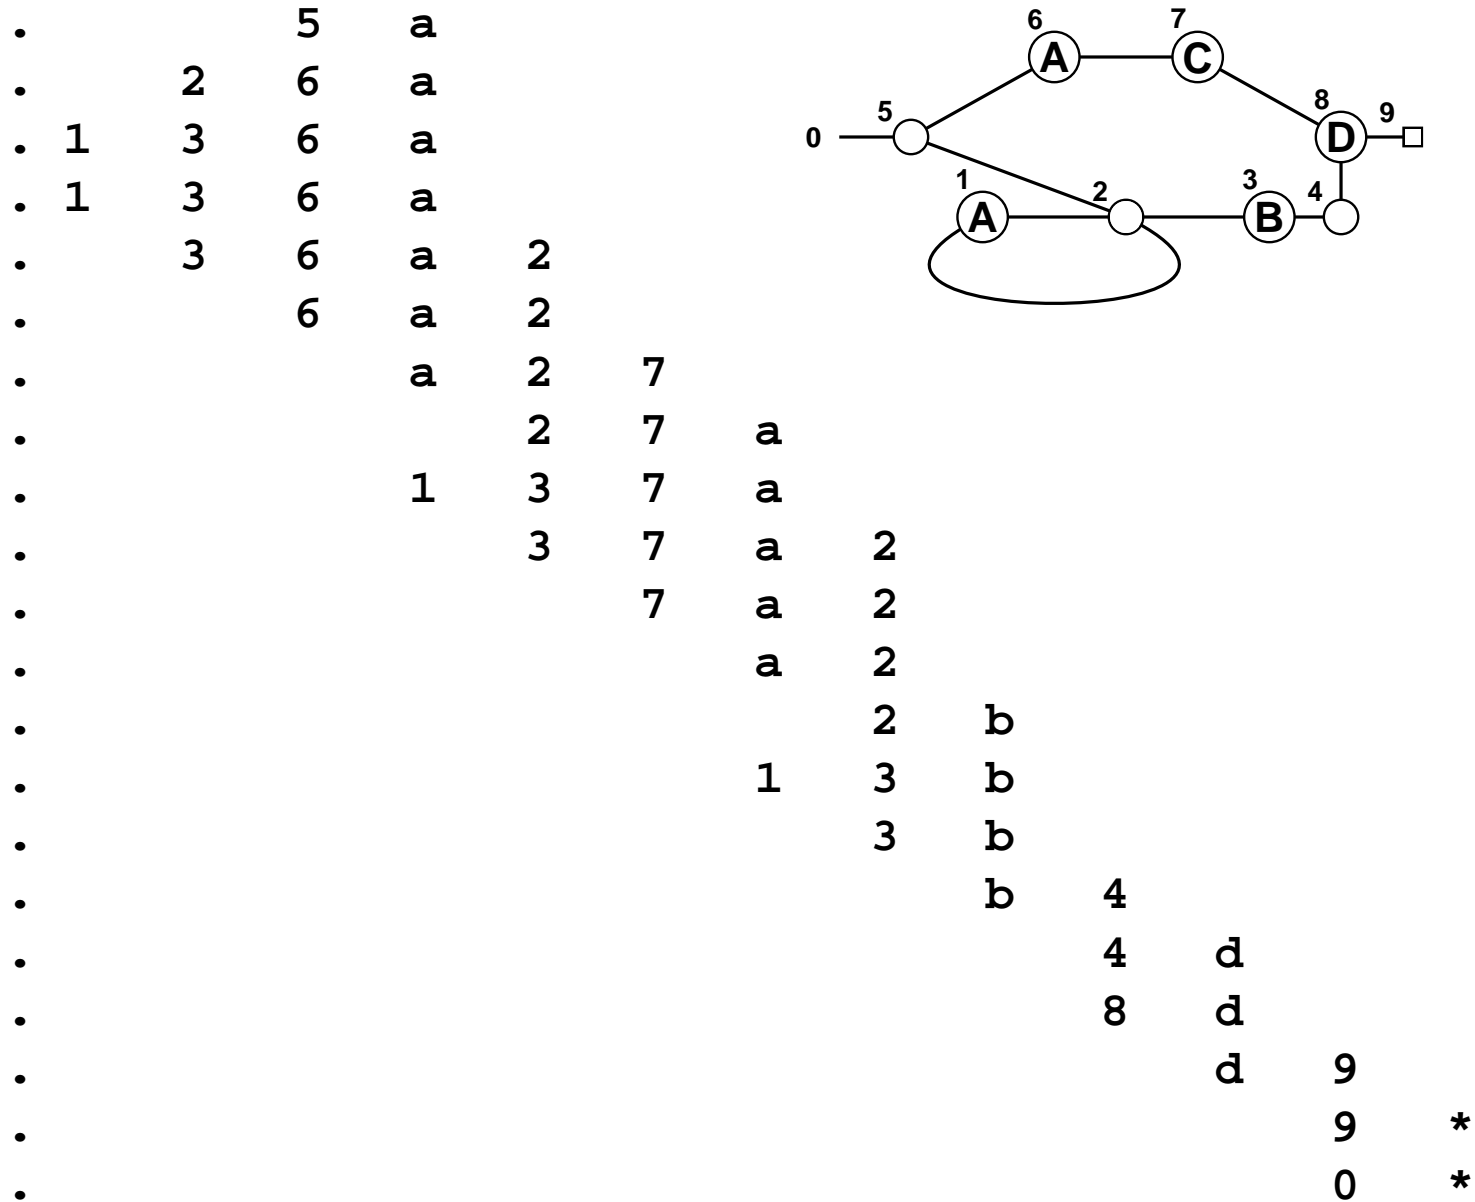 . 5 a
. 2 6 a
. 1 3 6 a
. 1 3 6 a
. 3 6 a 2
. 6 a 2
. a 2 7
. 2 7 a
. 1 3 7 a
. 3 7 a 2
. 7 a 2
. a 2
. 2 b
. 1 3 b
. 3 b
. b 4
. 4 d
. 8 d
. d 9
. 9 *
. 0 *
6 7
A C
8 9
5
0 D
1 2 3 4
A B